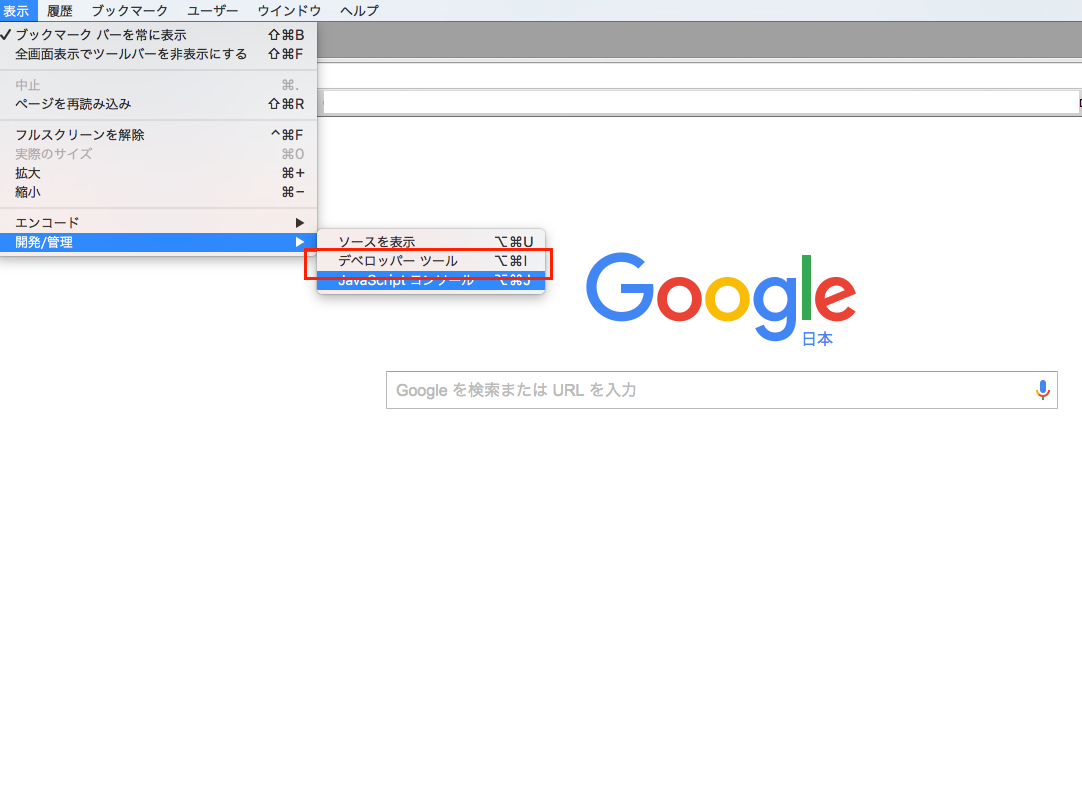 表示 履歴 ブックマーク ユーザー ウインドウ ヘルプ
✓ブックマーク バーを常に表示 ⇧⌘B
全画面表示でツールバーを非表示にする ⇧⌘F
中止 ⌘.
ページを再読み込み ⇧⌘R
フルスクリーンを解除 ^⌘F
実際のサイズ ⌘0
拡大 ⌘+
縮小 ⌘−
エンコード ▶
開発/管理 ▶
ソースを表示 ⌥⌘U
デベロッパー ツール ⌥⌘I
JavaScript コンソール ⌥⌘J
Google
日本
Google を検索または URL を入力